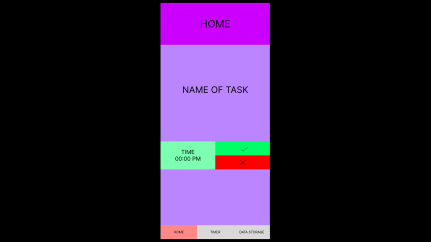 HOME
NAME OF TASK
TIME
00:00 PM
HOME
TIMER
DATA STORAGE